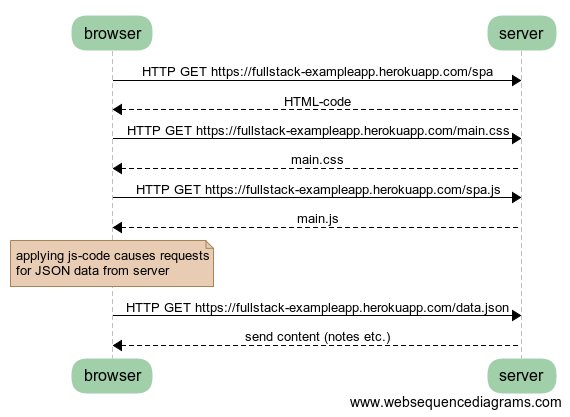 browser server
HTTP GET https://fullstack-exampleapp.herokuapp.com/spa
HTML-code
HTTP GET https://fullstack-exampleapp.herokuapp.com/main.css
main.css
HTTP GET https://fullstack-exampleapp.herokuapp.com/spa.js
main.js
applying js-code causes requests
for JSON data from server
HTTP GET https://fullstack-exampleapp.herokuapp.com/data.json
send content (notes etc.)
browser server
www.websequencediagrams.com